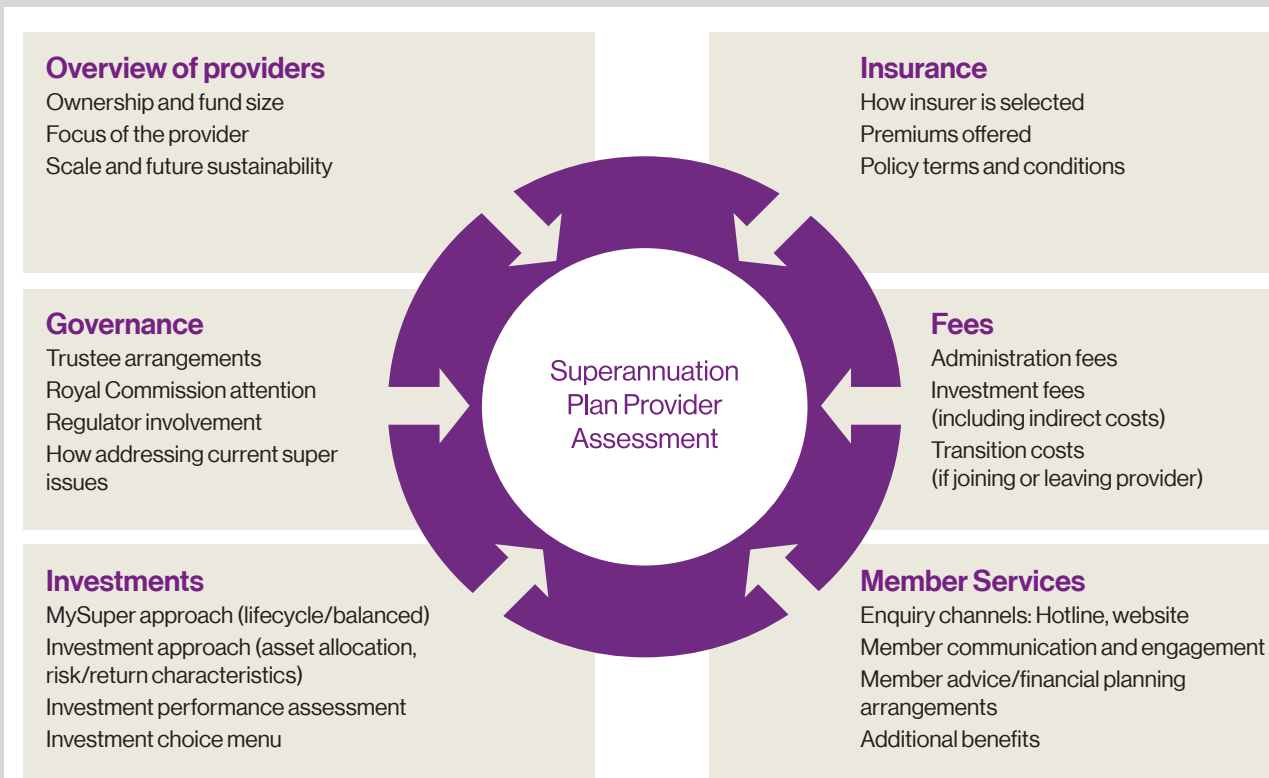 Overview of providers
Ownership and fund size
Focus of the provider
Scale and future sustainability
Insurance
How insurer is selected
Premiums offered
Policy terms and conditions
Governance
Trustee arrangements
Royal Commission attention
Regulator involvement
How addressing current super
issues
Superannuation
Plan Provider
Assessment
Fees
Administration fees
Investment fees
(including indirect costs)
Transition costs
(if joining or leaving provider)
Investments
MySuper approach (lifecycle/balanced)
Investment approach (asset allocation,
risk/return characteristics)
Investment performance assessment
Investment choice menu
Member Services
Enquiry channels: Hotline, website
Member communication and engagement
Member advice/financial planning
arrangements
Additional benefits